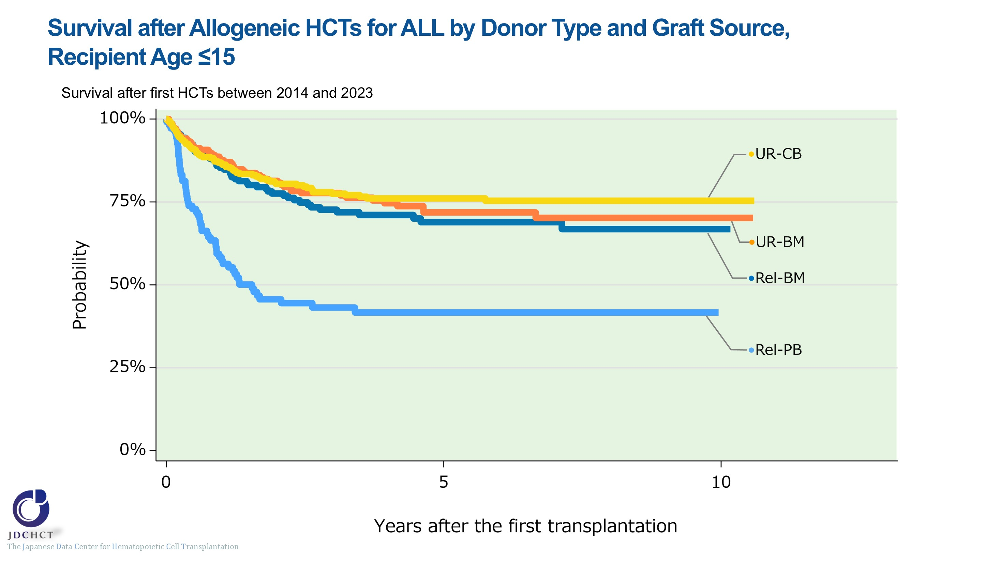 Survival after Allogeneic HCTs for ALL by Donor Type and Graft Source,
Recipient Age ≤15
Survival after first HCTs between 2014 and 2023
100%
75%
50%
25%
0%
Probability
UR-CB
UR-BM
Rel-BM
Rel-PB
0
5
10
Years after the first transplantation
JDCHCT
The Japanese Data Center for Hematopoietic Cell Transplantation